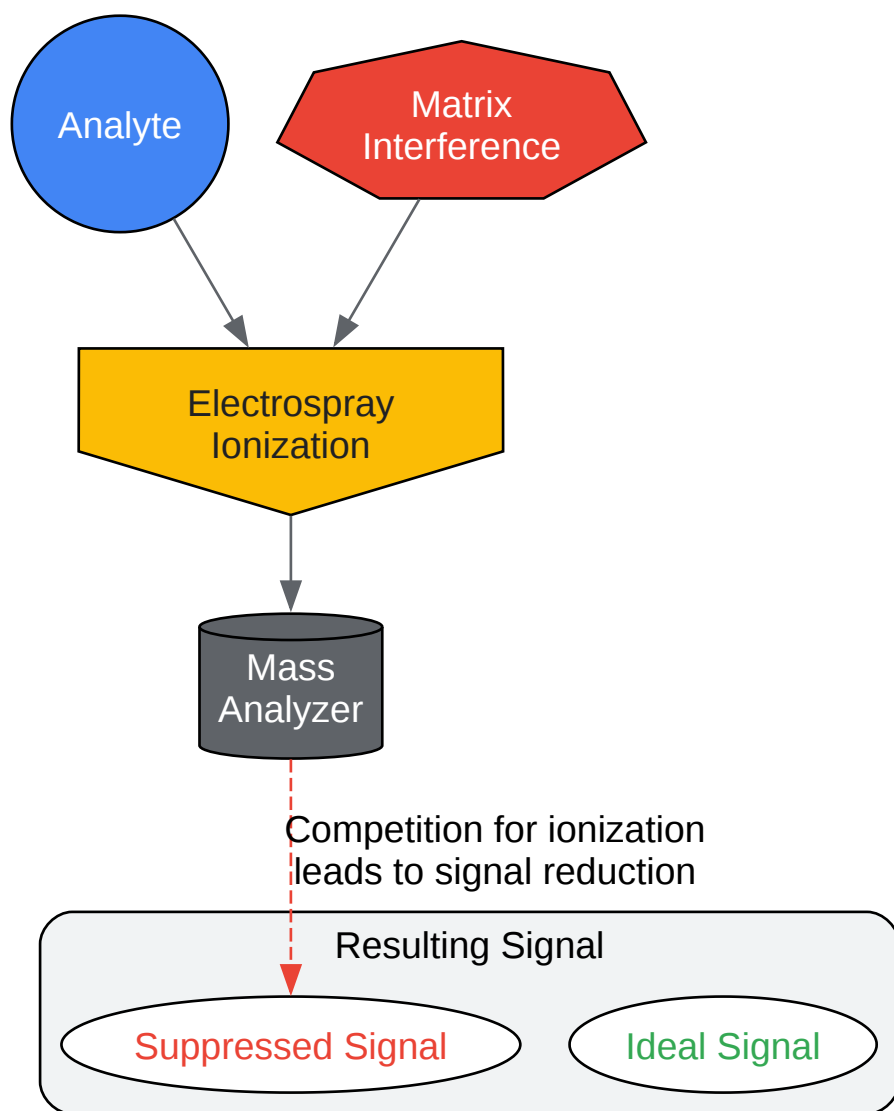 Analyte
Matrix
Interference
Electrospray
Ionization
Mass
Analyzer
Competition for ionization
leads to signal reduction
Resulting Signal
Suppressed Signal
Ideal Signal